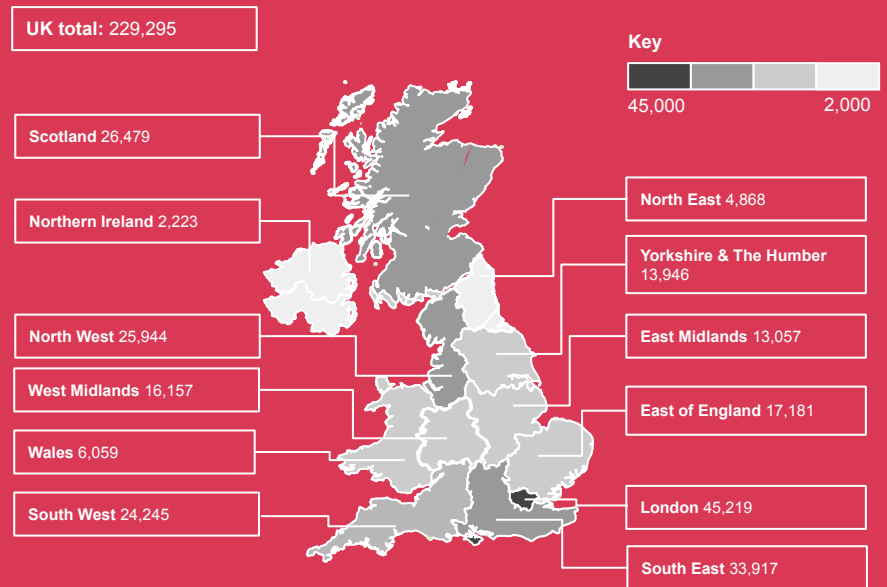 UK total: 229,295
Key
45,000 2,000
Scotland 26,479
Northern Ireland 2,223
North West 25,944
West Midlands 16,157
Wales 6,059
South West 24,245
North East 4,868
Yorkshire & The Humber
13,946
East Midlands 13,057
East of England 17,181
London 45,219
South East 33,917